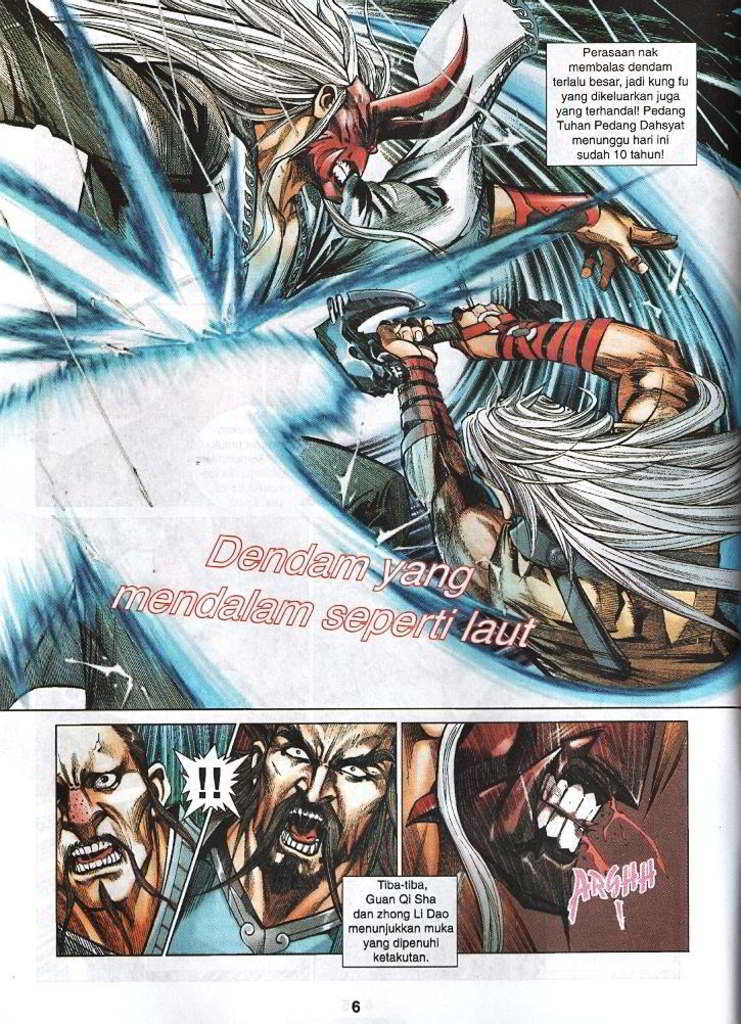 Perasaan nak
membalas dendam
terlalu besar, jadi kung fu
yang dikeluarkan juga
yang terhandal! Pedang
Tuhan Pedang Dahsyat
menunggu hari ini
sudah 10 tahun!
Dendam yang
mendalam seperti laut
!!
Tiba-tiba,
Guan Qi Sha
dan zhong Li Dao
menunjukkan muka
yang dipenuhi
ketakutan.
ARGHH
!
6